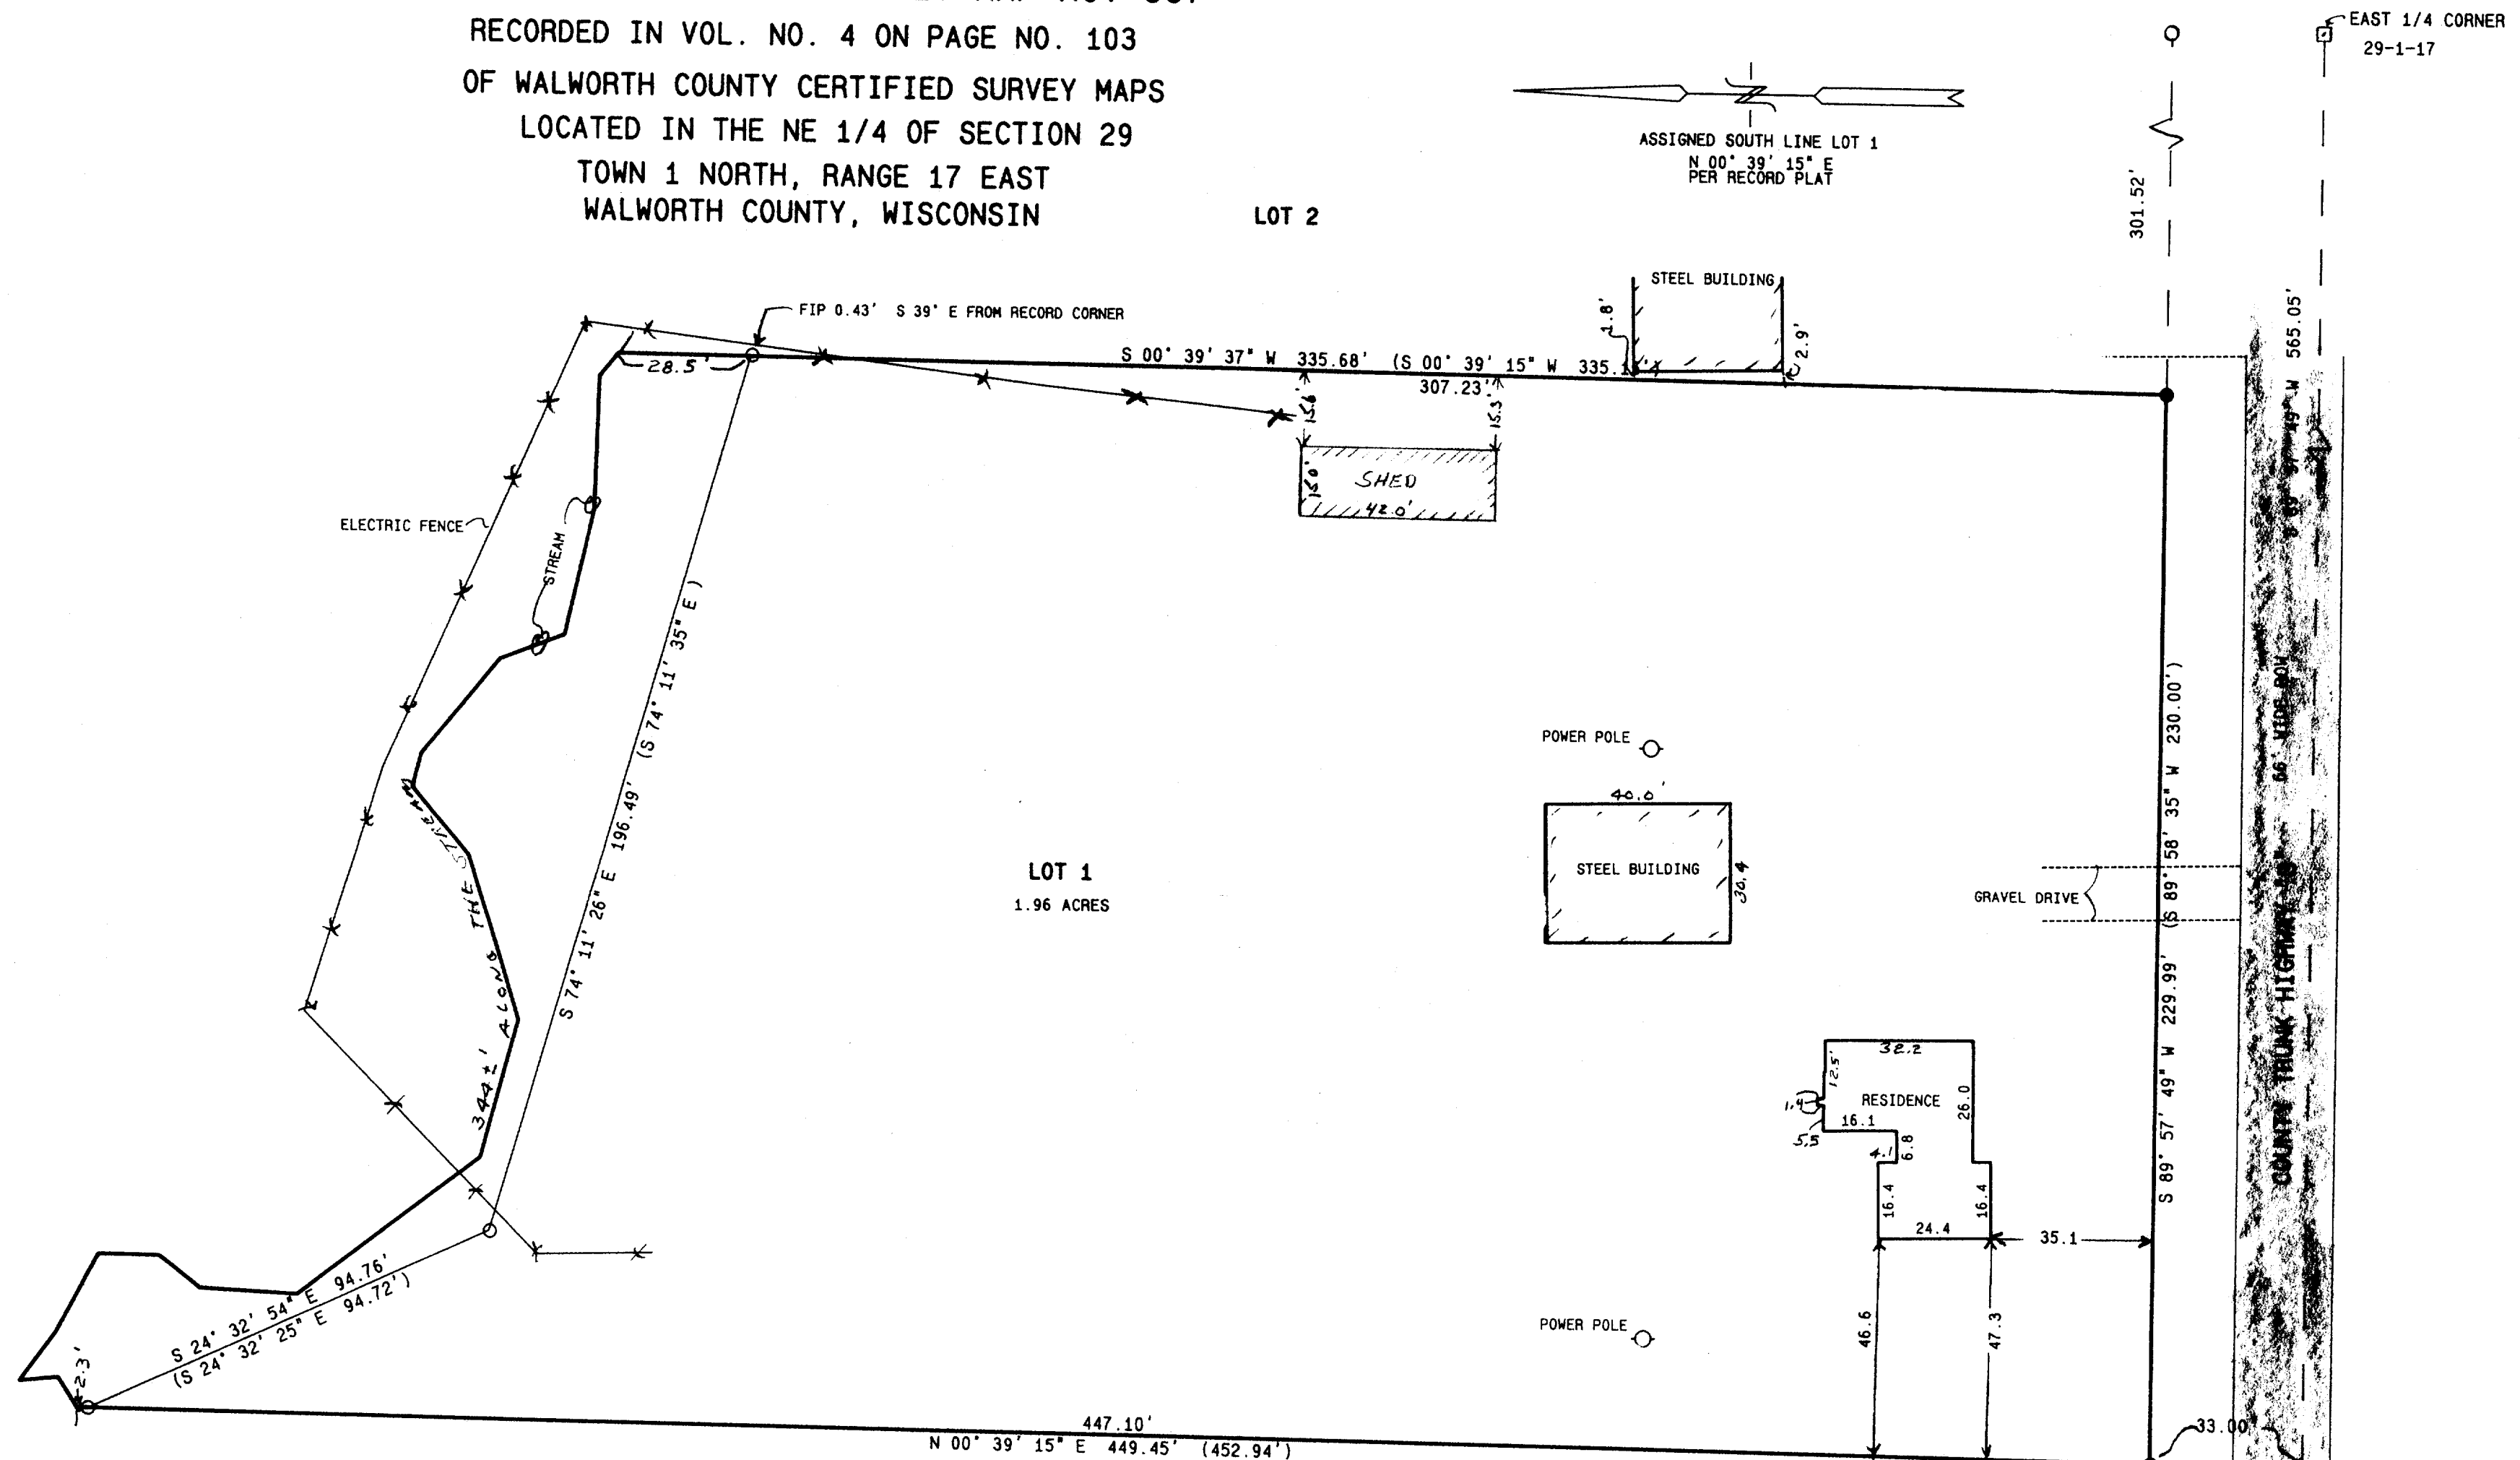 RECORDED IN VOL. NO. 4 ON PAGE NO. 103
OF WALWORTH COUNTY CERTIFIED SURVEY MAPS
LOCATED IN THE NE 1/4 OF SECTION 29
TOWN 1 NORTH, RANGE 17 EAST
WALWORTH COUNTY, WISCONSIN
LOT 2
EAST 1/4 CORNER
29-1-17
ASSIGNED SOUTH LINE LOT 1
N 00° 39' 15" E
PER RECORD PLAT
301.52'
565.05'
STEEL BUILDING
1.8'
2.9'
FIP 0.43' S 39° E FROM RECORD CORNER
28.5'
S 00° 39' 37" W 335.68' (S 00° 39' 15" W
307.23'
15.6'
15.3'
SHED
15.0'
42.0'
ELECTRIC FENCE
STREAM
S 74° 11' 26" E 196.49' (S 74° 11' 35" E )
344±' ALONG THE STREAM
LOT 1
1.96 ACRES
POWER POLE
40.0'
STEEL BUILDING
30.4
GRAVEL DRIVE
S 89° 57' 49" W 229.99' (S 89° 58' 35" W 230.00')
66' WIDE ROW
COUNTY TRUNK HIGHWAY
32.2
12.5'
RESIDENCE
26.0
1.4
16.1
5.5
4.1
6.8
16.4
16.4
24.4
35.1
46.6
47.3
POWER POLE
S 24° 32' 54" E 94.76'
(S 24° 32' 25" E 94.72')
2.3'
447.10'
N 00° 39' 15" E 449.45' (452.94')
33.00'